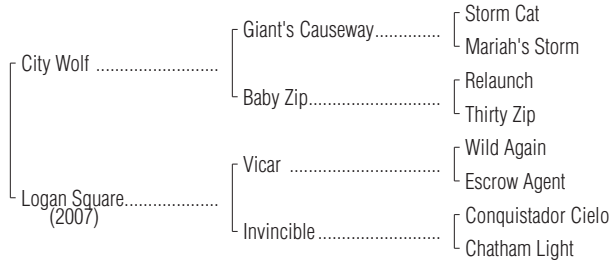 Storm Cat
Giant's Causeway..............
Mariah's Storm
City Wolf ..........................
Relaunch
Baby Zip.............................
Thirty Zip
Wild Again
Vicar .................................
Escrow Agent
Logan Square....................
(2007)
Conquistador Cielo
Invincible...........................
Chatham Light